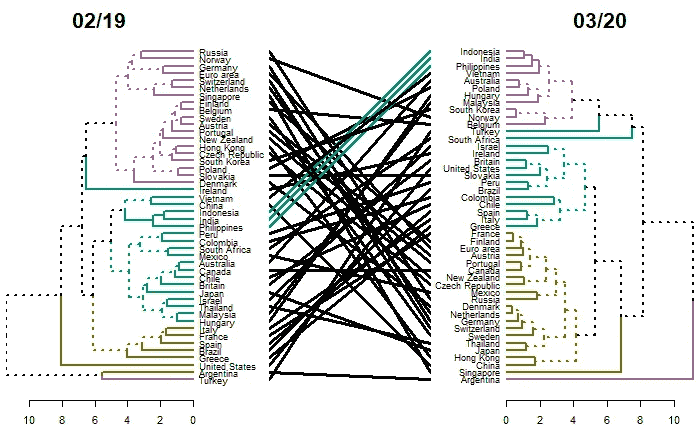 02/19
03/20
Russia
Norway
Germany
Euro area
Switzerland
Netherlands
Singapore
Finland
Belgium
Sweden
Austria
Portugal
New Zealand
Hong Kong
Czech Republic
South Korea
Poland
Slovakia
Denmark
Ireland
Vietnam
China
Indonesia
India
Philippines
Peru
Colombia
South Africa
Mexico
Australia
Canada
Chile
Britain
Japan
Israel
Thailand
Malaysia
Hungary
Italy
France
Spain
Brazil
Greece
United States
Argentina
Turkey
Indonesia
India
Philippines
Vietnam
Australia
Poland
Hungary
Malaysia
South Korea
Norway
Belgium
Turkey
South Africa
Israel
Ireland
Britain
United States
Slovakia
Peru
Brazil
Colombia
Chile
Spain
Italy
Greece
France
Finland
Euro area
Austria
Portugal
Canada
New Zealand
Czech Republic
Mexico
Russia
Denmark
Netherlands
Germany
Switzerland
Sweden
Thailand
Japan
Hong Kong
China
Singapore
Argentina
10 8 6 4 2 0
0 2 4 6 8 10